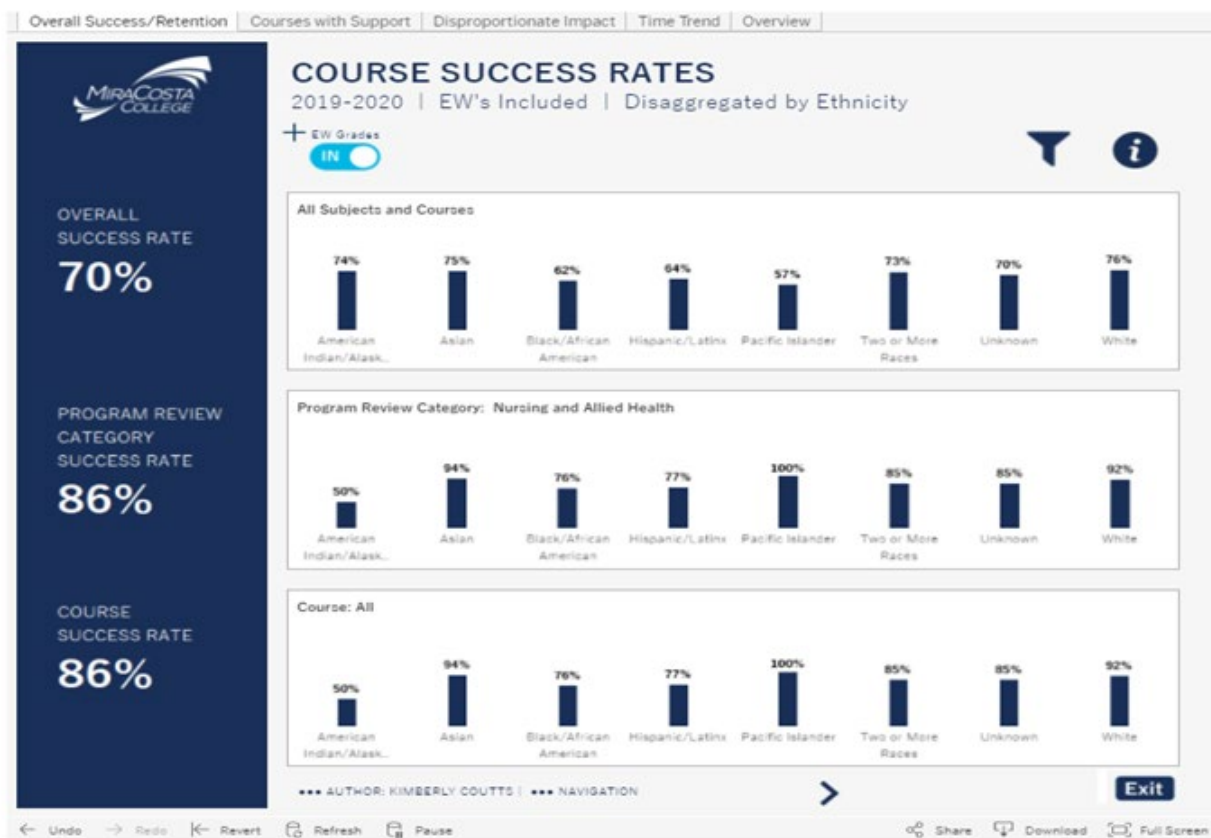 Overall Success/Retention Courses with Support Disproportionate Impact Time Trend Overview
MIRACOSTA
COLLEGE
COURSE SUCCESS RATES
2019-2020 | EW's Included | Disaggregated by Ethnicity
EW Grades
IN
OVERALL
SUCCESS RATE
70%
All Subjects and Courses
74% 75% 62% 64% 57% 73% 70% 76%
American Asian Black/African Hispanic/Latinx Pacific Islander Two or More Unknown White
Indian/Alask.. American Races
PROGRAM REVIEW
CATEGORY
SUCCESS RATE
86%
Program Review Category: Nursing and Allied Health
50% 94% 76% 77% 100% 85% 85% 92%
American Asian Black/African Hispanic/Latinx Pacific Islander Two or More Unknown White
Indian/Alask.. American Races
COURSE
SUCCESS RATE
86%
Course: All
50% 94% 76% 77% 100% 85% 85% 92%
American Asian Black/African Hispanic/Latinx Pacific Islander Two or More Unknown White
Indian/Alask.. American Races
••• AUTHOR: KIMBERLY COUTTS | ••• NAVIGATION
Exit
Undo Redo Revert Refresh Pause Share Download Full Screen